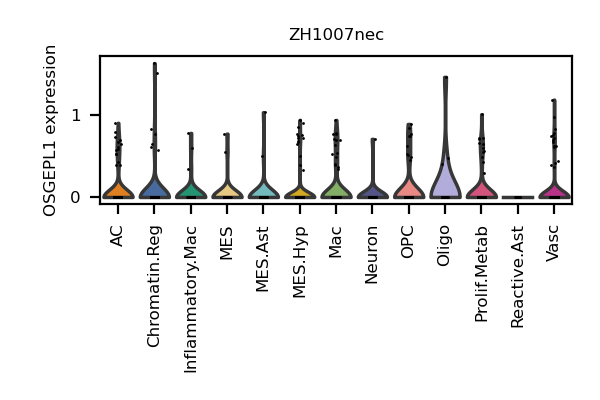 ZH1007nec
OSGEPL1 expression
1
0
AC
Chromatin.Reg
Inflammatory.Mac
MES
MES.Ast
MES.Hyp
Mac
Neuron
OPC
Oligo
Prolif.Metab
Reactive.Ast
Vasc